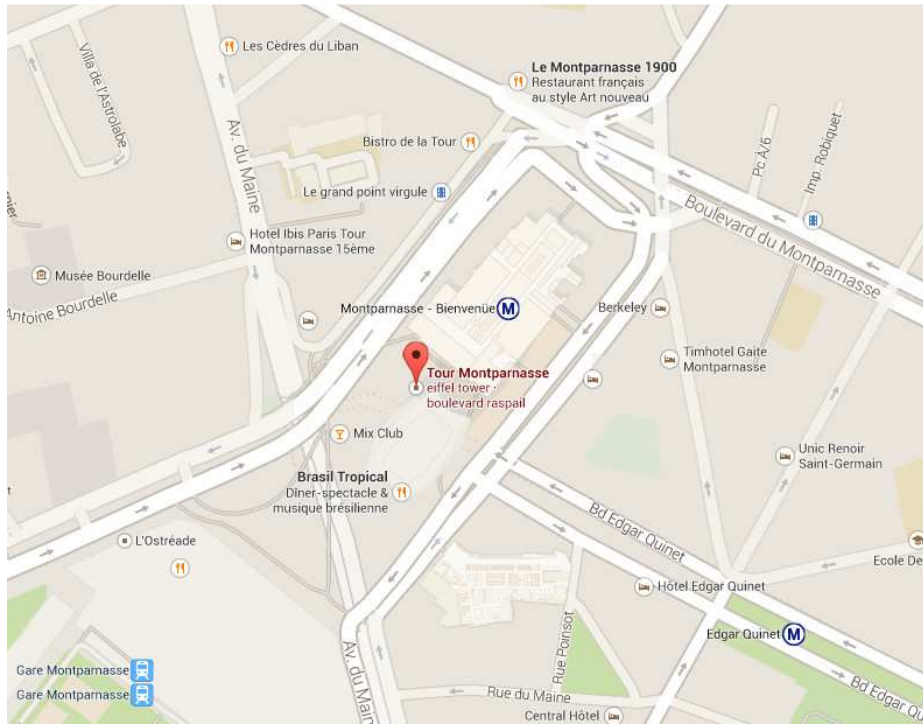 Les Cèdres du Liban
Villa de l'Astrolabe
Le Montparnasse 1900
Restaurant français
au style Art nouveau
Av. du Maine
Bistro de la Tour
Pc A/6
Imp. Robiquet
Le grand point virgule
Boulevard du Montparnasse
Hotel Ibis Paris Tour
Montparnasse 15ème
Musée Bourdelle
Antoine Bourdelle
Montparnasse - Bienvenüe
M
Berkeley
Timhotel Gaite
Montparnasse
Tour Montparnasse
eiffel tower ·
boulevard raspail
Mix Club
Unic Renoir
Saint-Germain
Brasil Tropical
Dîner-spectacle &
musique brésilienne
Bd Edgar Quinet
L'Ostréade
Ecole De
Hôtel Edgar Quinet
Rue Poinsot
Edgar Quinet
M
Av. du Maine
Gare Montparnasse
Gare Montparnasse
Rue du Maine
Bd Edgar Quinet
Central Hôtel